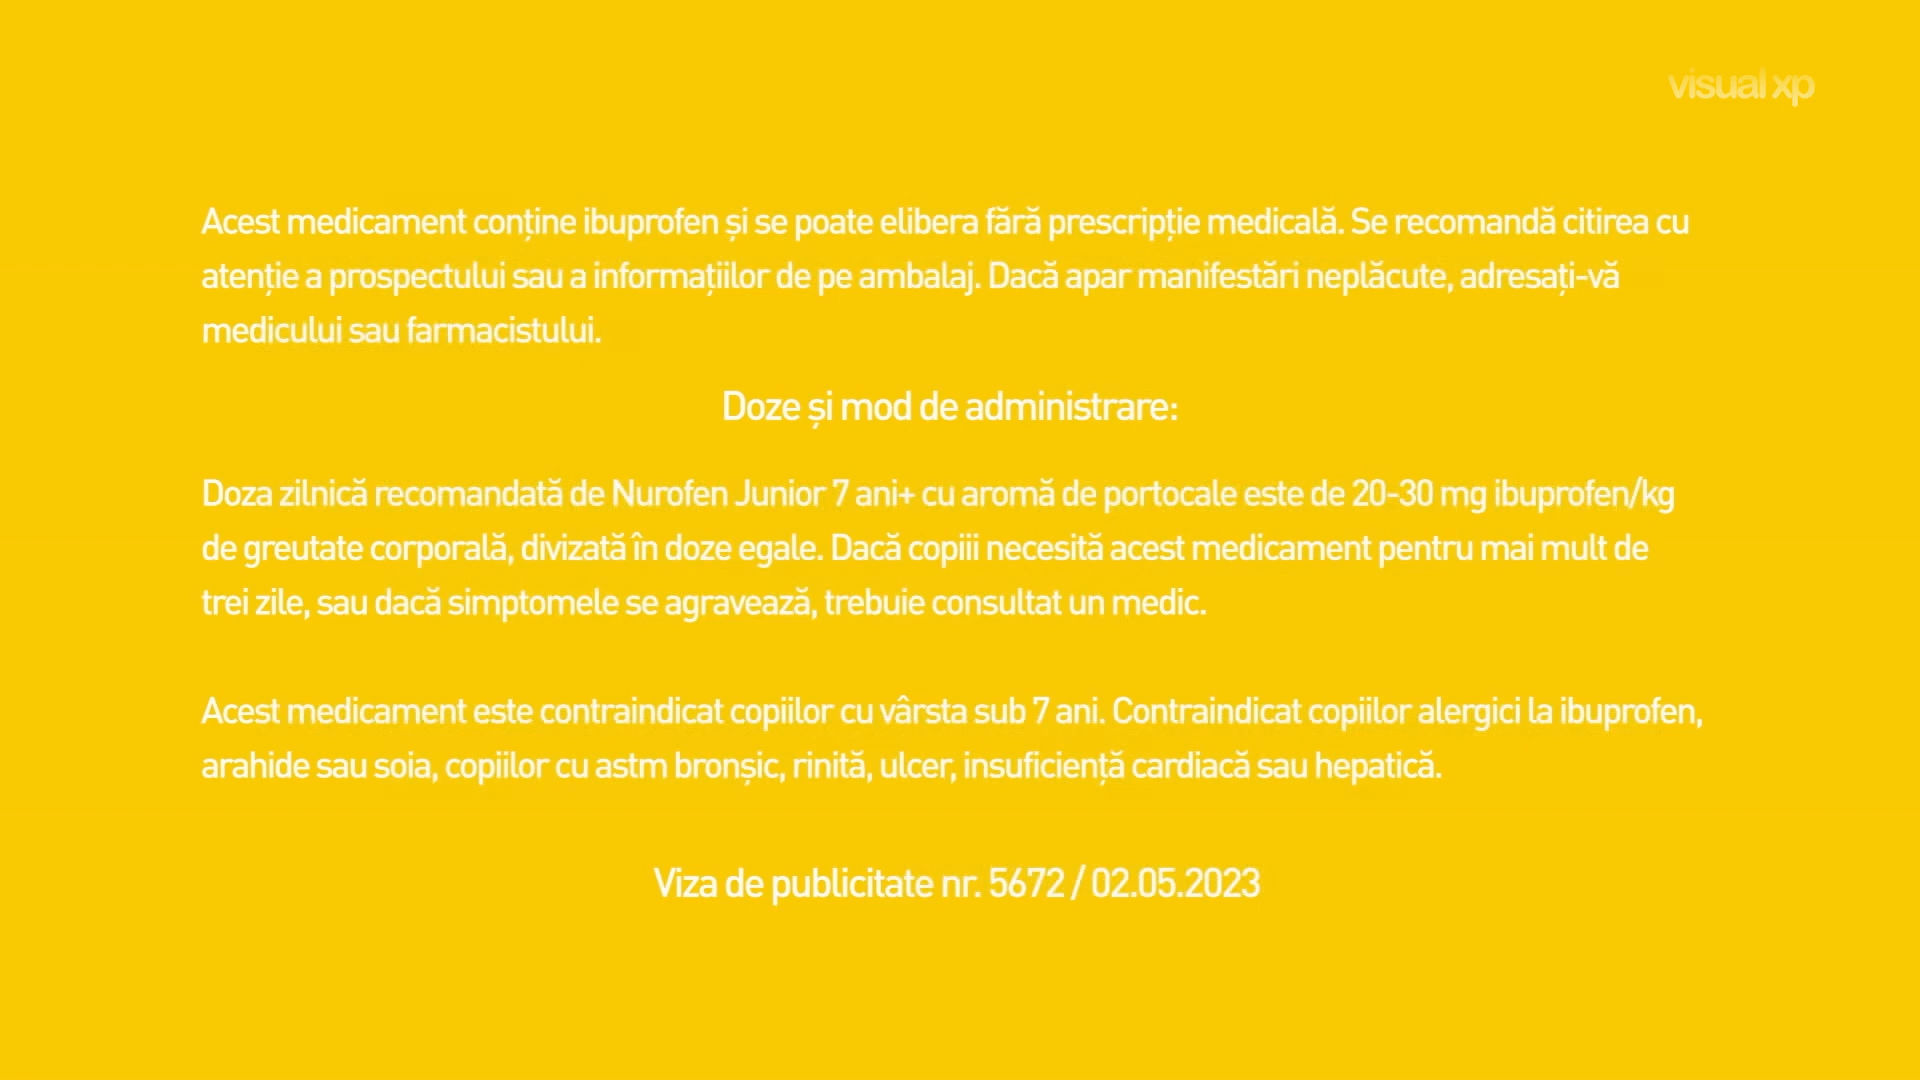 visual xp
Acest medicament conține ibuprofen și se poate elibera fără prescripție medicală. Se recomandă citirea cu
atenție a prospectului sau a informațiilor de pe ambalaj. Dacă apar manifestări neplăcute, adresați-vă
medicului sau farmacistului.
Doze și mod de administrare:
Doza zilnică recomandată de Nurofen Junior 7 ani+ cu aromă de portocale este de 20-30 mg ibuprofen/kg
de greutate corporală, divizată în doze egale. Dacă copiii necesită acest medicament pentru mai mult de
trei zile, sau dacă simptomele se agravează, trebuie consultat un medic.
Acest medicament este contraindicat copiilor cu vârsta sub 7 ani. Contraindicat copiilor alergici la ibuprofen,
arahide sau soia, copiilor cu astm bronșic, rinită, ulcer, insuficiență cardiacă sau hepatică.
Viza de publicitate nr. 5672 / 02.05.2023